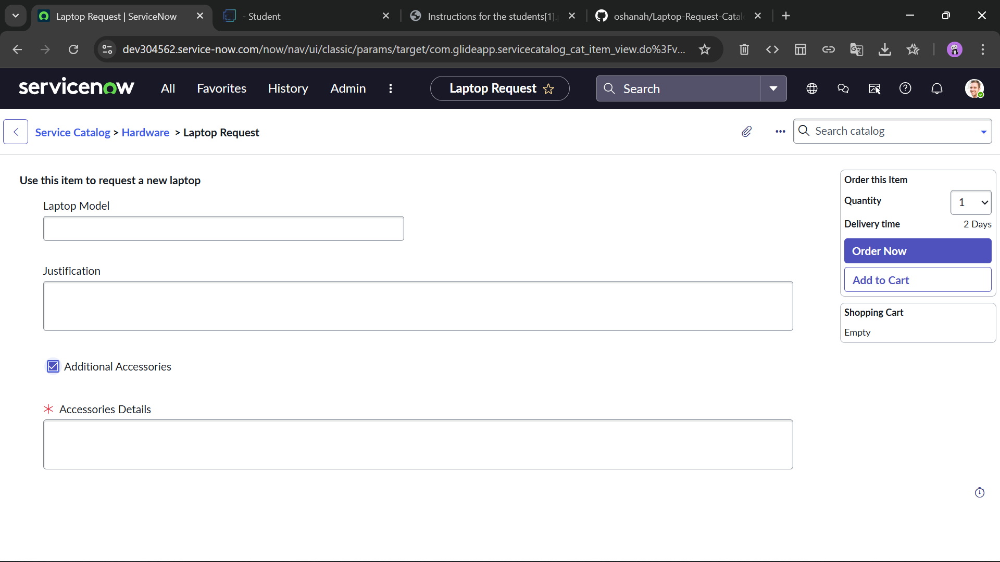 Laptop Request | ServiceNow
- Student
Instructions for the students[1].
oshanah/Laptop-Request-Catal
dev304562.service-now.com/now/nav/ui/classic/params/target/com.glideapp.servicecatalog_cat_item_view.do%3Fv...
servicenow
All
Favorites
History
Admin
Laptop Request
Search
Service Catalog > Hardware > Laptop Request
Search catalog
Use this item to request a new laptop
Laptop Model
Justification
Additional Accessories
* Accessories Details
Order this Item
Quantity
1
Delivery time
2 Days
Order Now
Add to Cart
Shopping Cart
Empty